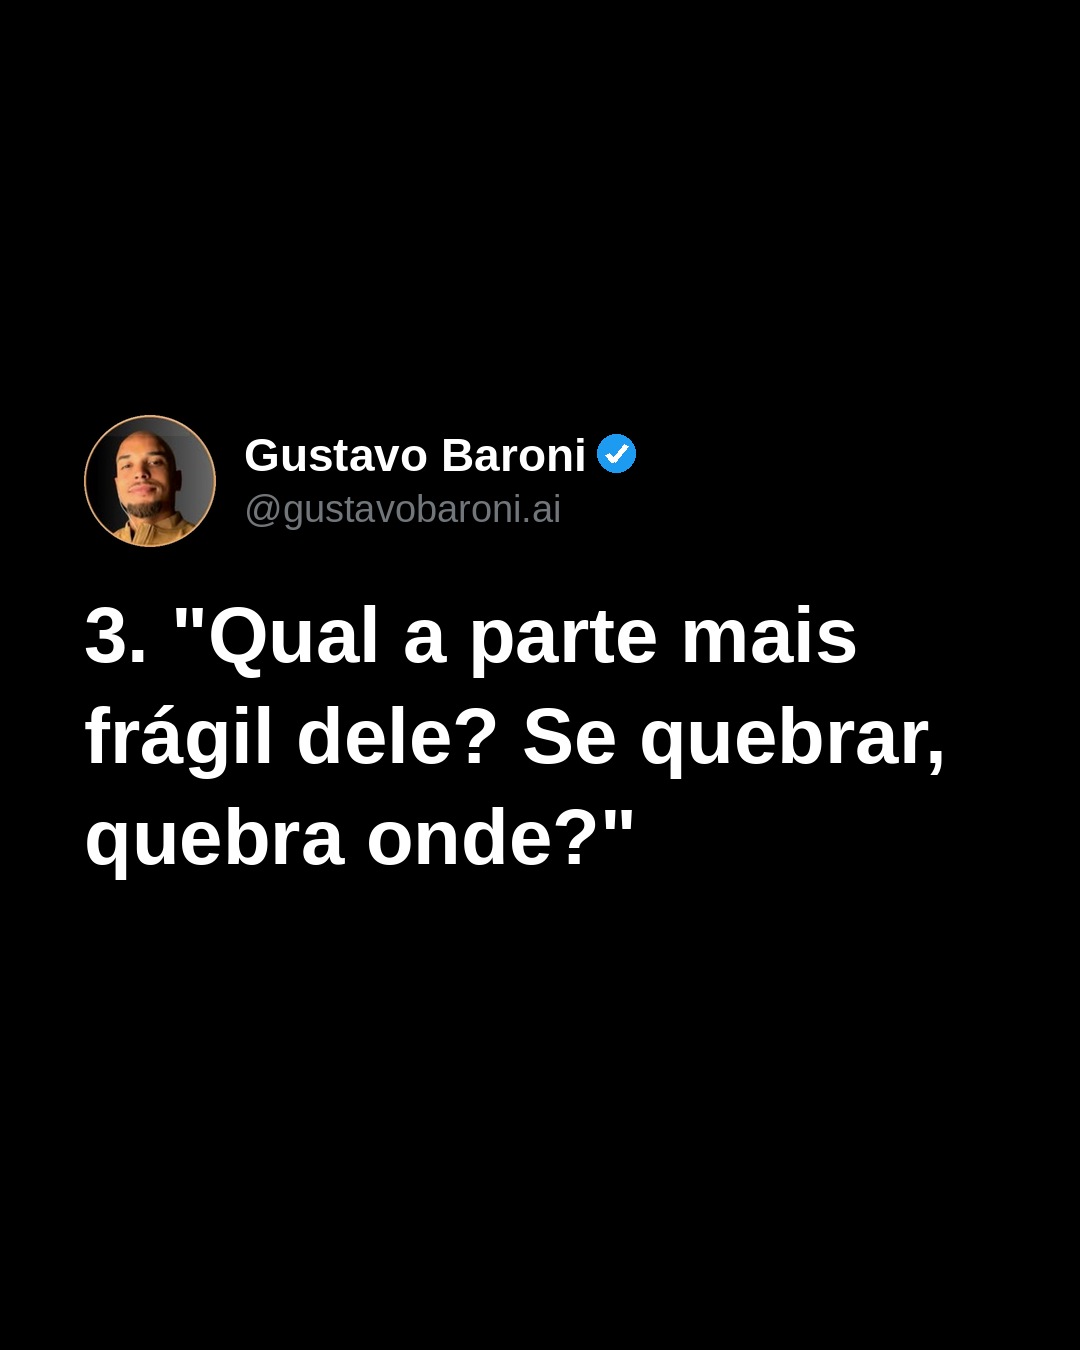 Gustavo Baroni
@gustavobaroni.ai
3. "Qual a parte mais
frágil dele? Se quebrar,
quebra onde?"